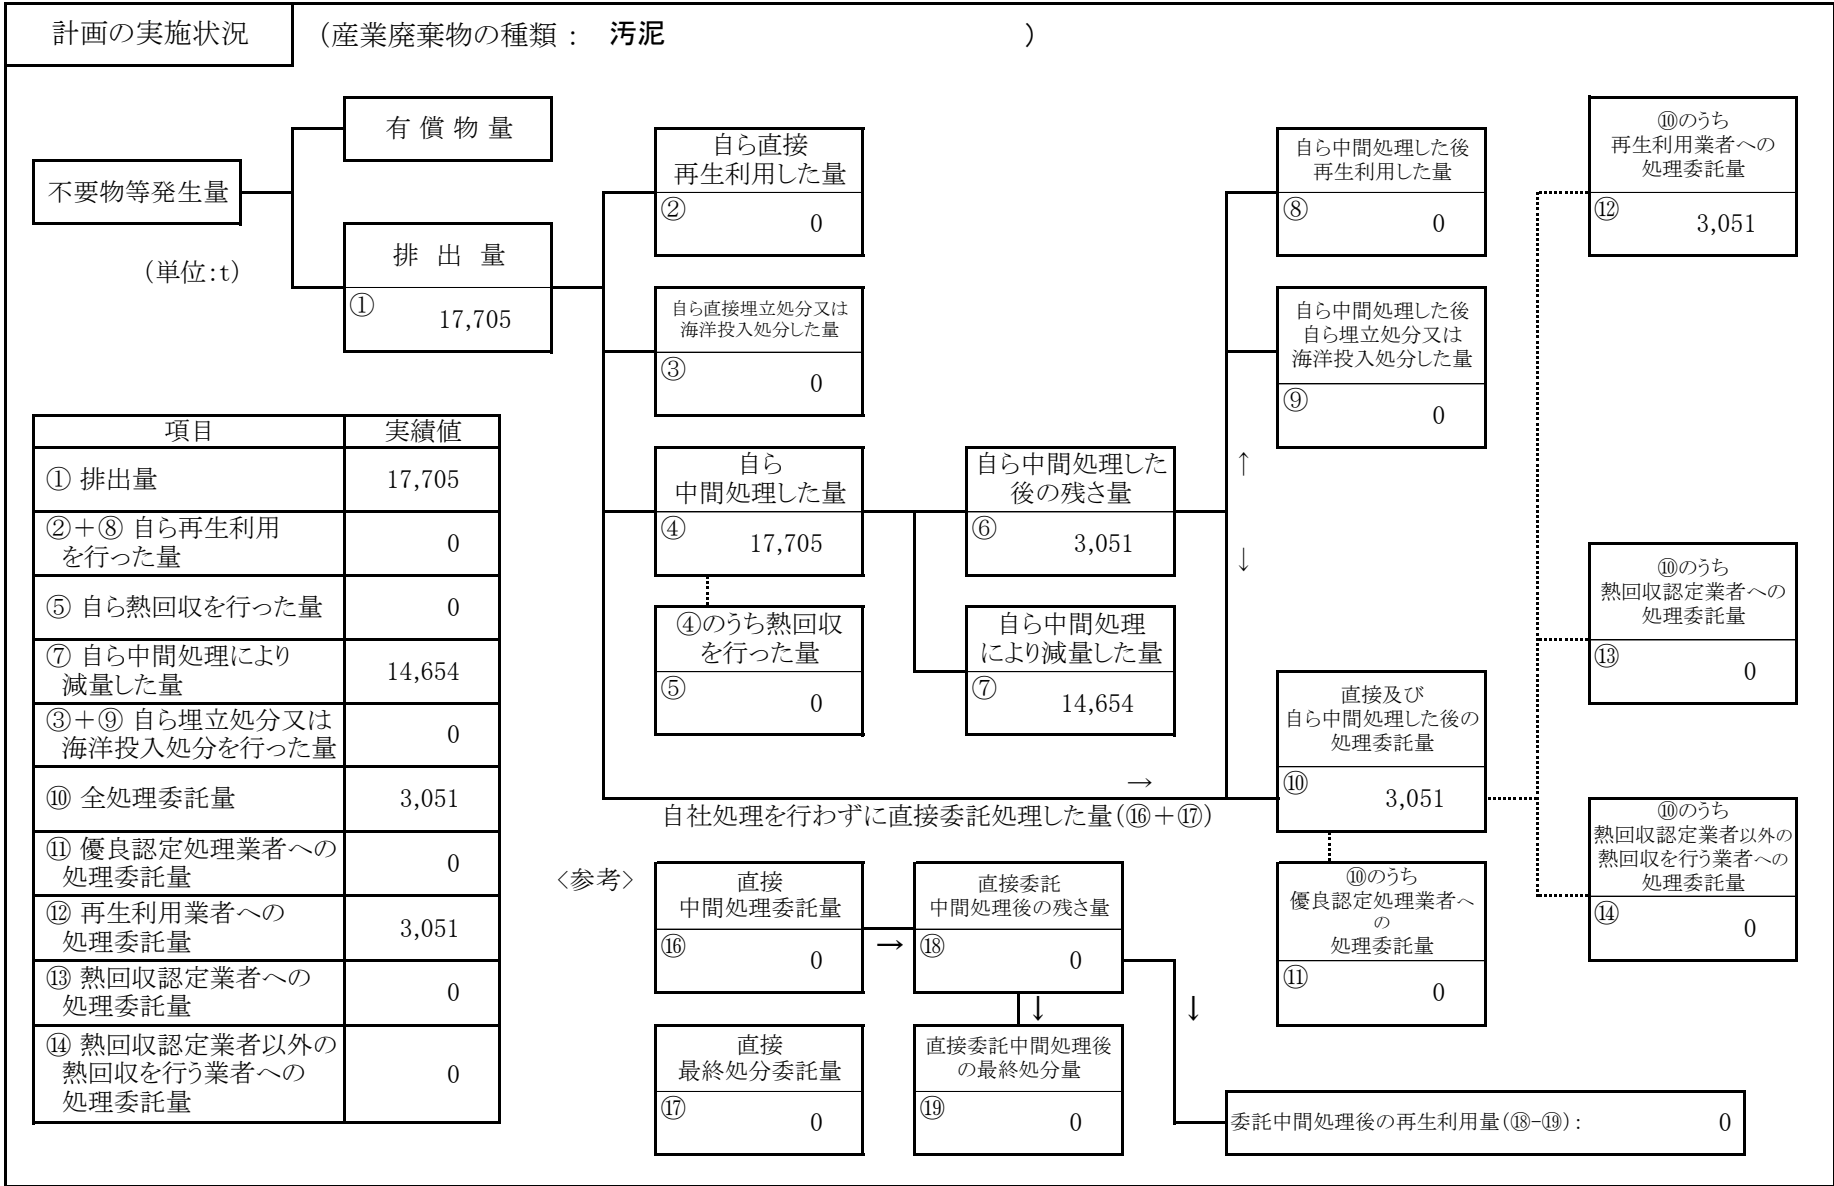 計画の実施状況
（産業廃棄物の種類： 汚泥 ）
不要物等発生量
(単位:t)
有償物量
排出量
① 17,705
自ら直接
再生利用した量
② 0
自ら直接埋立処分又は
海洋投入処分した量
③ 0
自ら
中間処理した量
④ 17,705
④のうち熱回収
を行った量
⑤ 0
自ら中間処理した
後の残さ量
⑥ 3,051
自ら中間処理
により減量した量
⑦ 14,654
↑
↓
自ら中間処理した後
再生利用した量
⑧ 0
自ら中間処理した後
自ら埋立処分又は
海洋投入処分した量
⑨ 0
→
自社処理を行わずに直接委託処理した量(⑯＋⑰)
直接及び
自ら中間処理した後の
処理委託量
⑩ 3,051
⑩のうち
優良認定処理業者へ
の
処理委託量
⑪ 0
⑩のうち
再生利用業者への
処理委託量
⑫ 3,051
⑩のうち
熱回収認定業者への
処理委託量
⑬ 0
⑩のうち
熱回収認定業者以外の
熱回収を行う業者への
処理委託量
⑭ 0
項目 実績値
① 排出量 17,705
②＋⑧ 自ら再生利用
を行った量 0
⑤ 自ら熱回収を行った量 0
⑦ 自ら中間処理により
減量した量 14,654
③＋⑨ 自ら埋立処分又は
海洋投入処分を行った量 0
⑩ 全処理委託量 3,051
⑪ 優良認定処理業者への
処理委託量 0
⑫ 再生利用業者への
処理委託量 3,051
⑬ 熱回収認定業者への
処理委託量 0
⑭ 熱回収認定業者以外の
熱回収を行う業者への
処理委託量 0
<参考>
直接
中間処理委託量
⑯ 0
→
直接委託
中間処理後の残さ量
⑱ 0
↓
↓
直接
最終処分委託量
⑰ 0
直接委託中間処理後
の最終処分量
⑲ 0
委託中間処理後の再生利用量(⑱-⑲): 0